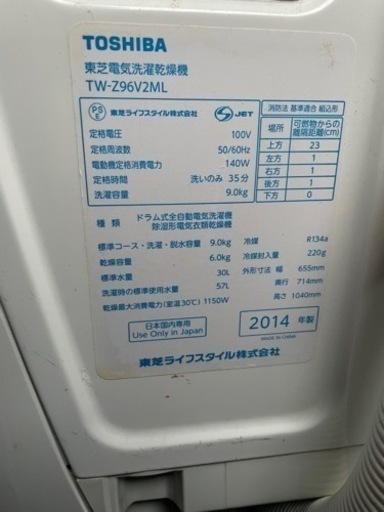 TOSHIBA
東芝電気洗濯乾燥機
TW-Z96V2ML
PS E 東芝ライフスタイル株式会社 S JET
定格電圧 100V
定格周波数 50/60Hz
電動機定格消費電力 140W
定格時間 洗いのみ 35分
洗濯容量 9.0kg
消防法 基準適合 組込形
場所 可燃物からの離隔距離(cm)
上方 23
左方 1
右方 1
後方 1
下方 0
種類 ドラム式全自動電気洗濯機
除湿形電気衣類乾燥機
標準コース・洗濯・脱水容量 9.0kg
乾燥容量 6.0kg
標準水量 30L
洗濯時の標準使用水量 57L
乾燥最大消費電力(室温30℃) 1150W
冷媒 R134a
冷媒封入量 220g
外形寸法 幅 655mm
奥行 714mm
高さ 1040mm
日本国内専用
Use Only in Japan
2014 年製
MADE IN CHINA
東芝ライフスタイル株式会社